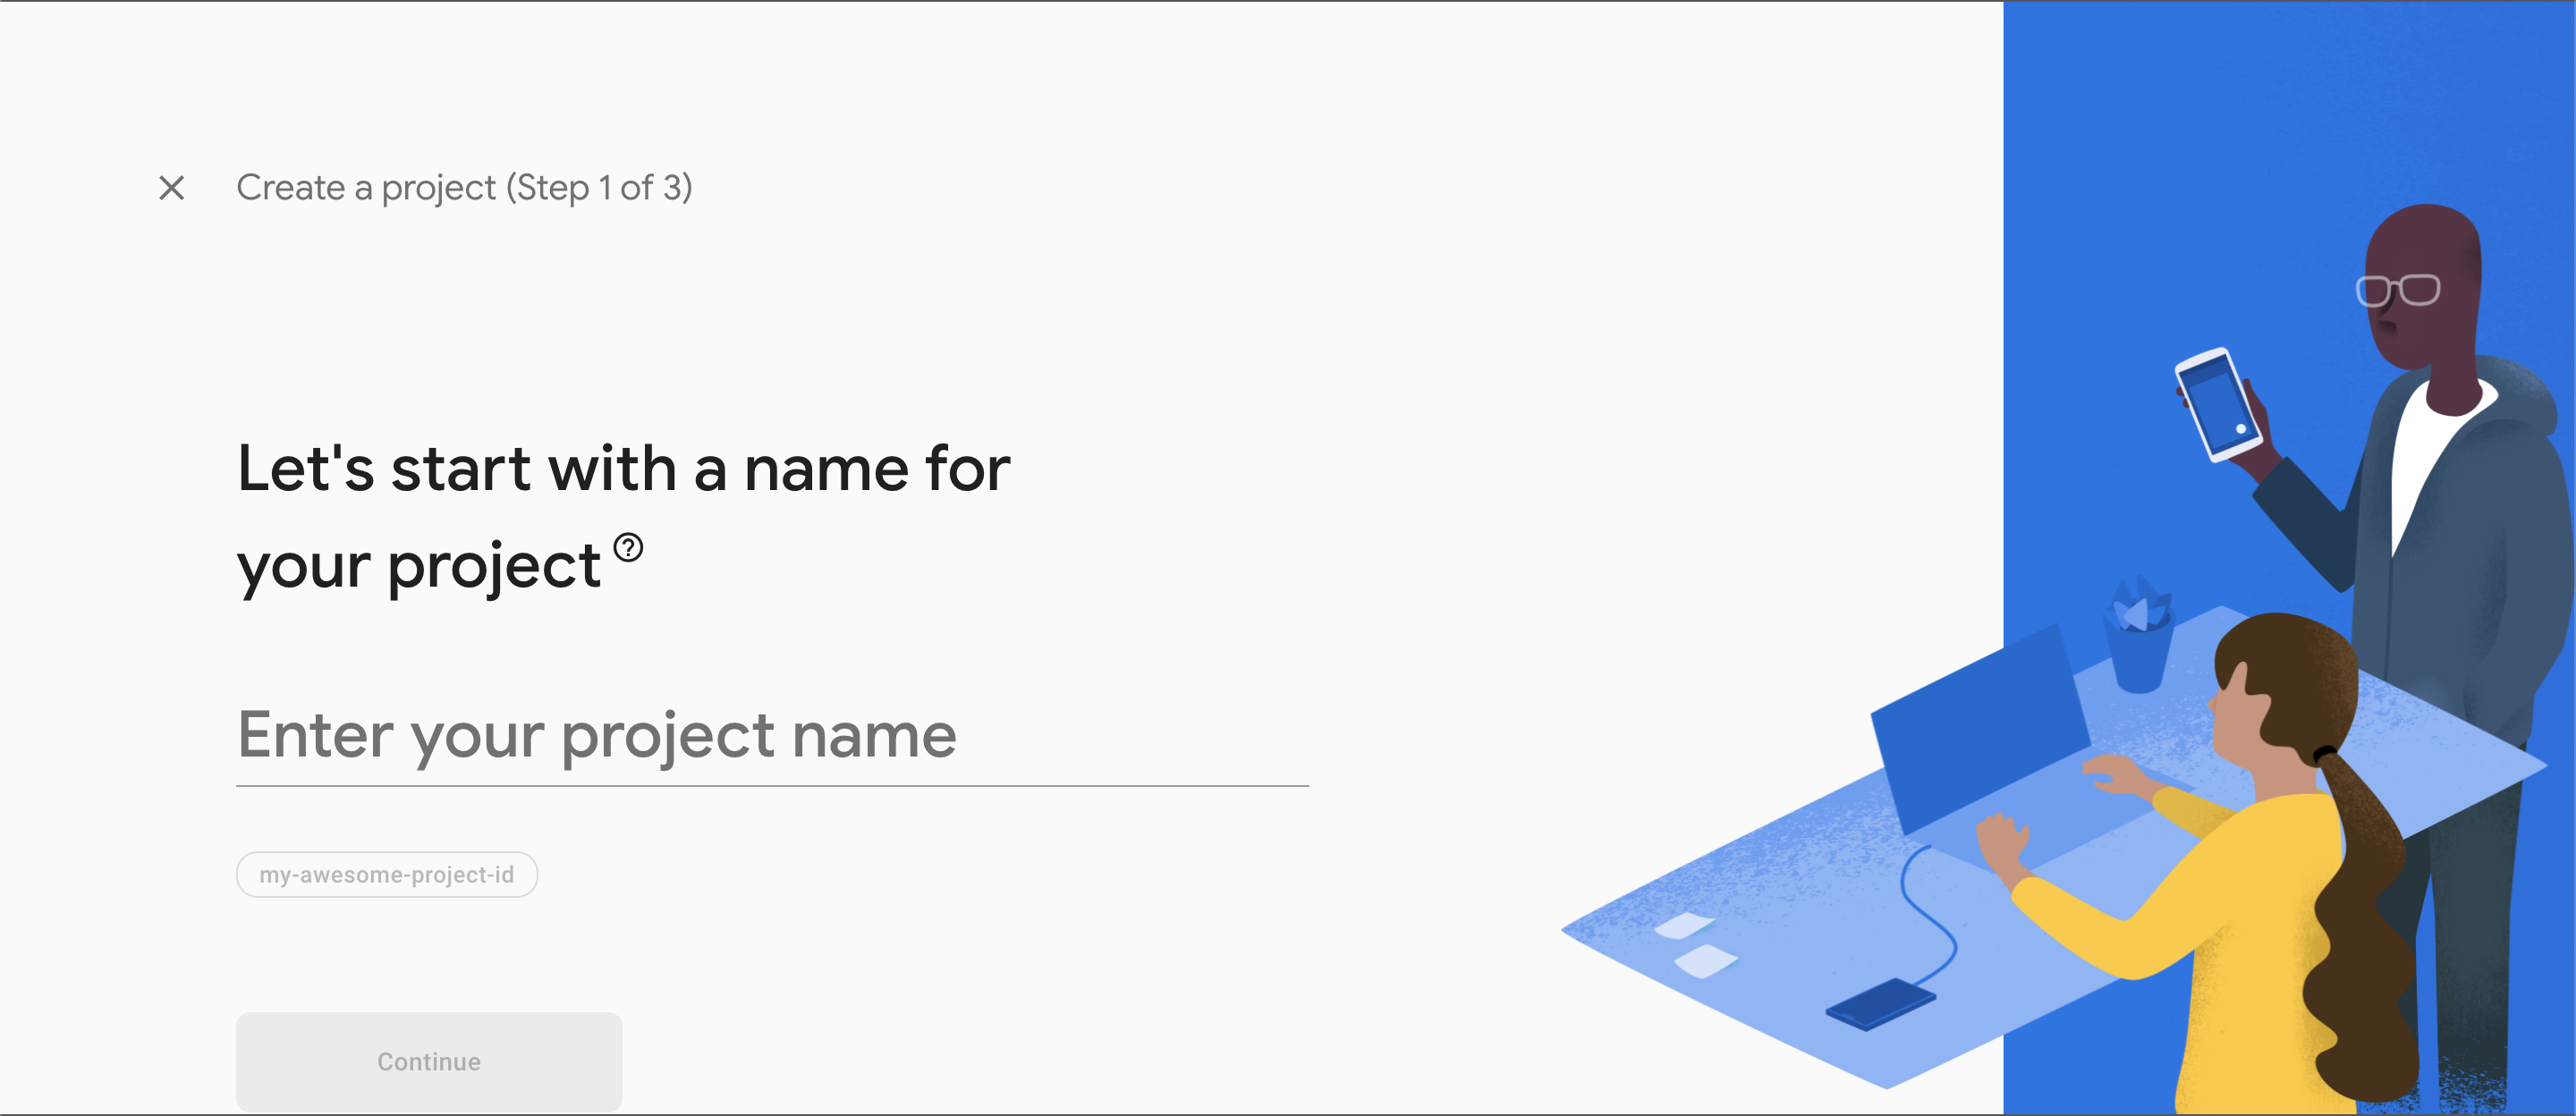 Create a project (Step 1 of 3)
Let's start with a name for
your project
Enter your project name
my-awesome-project-id
Continue